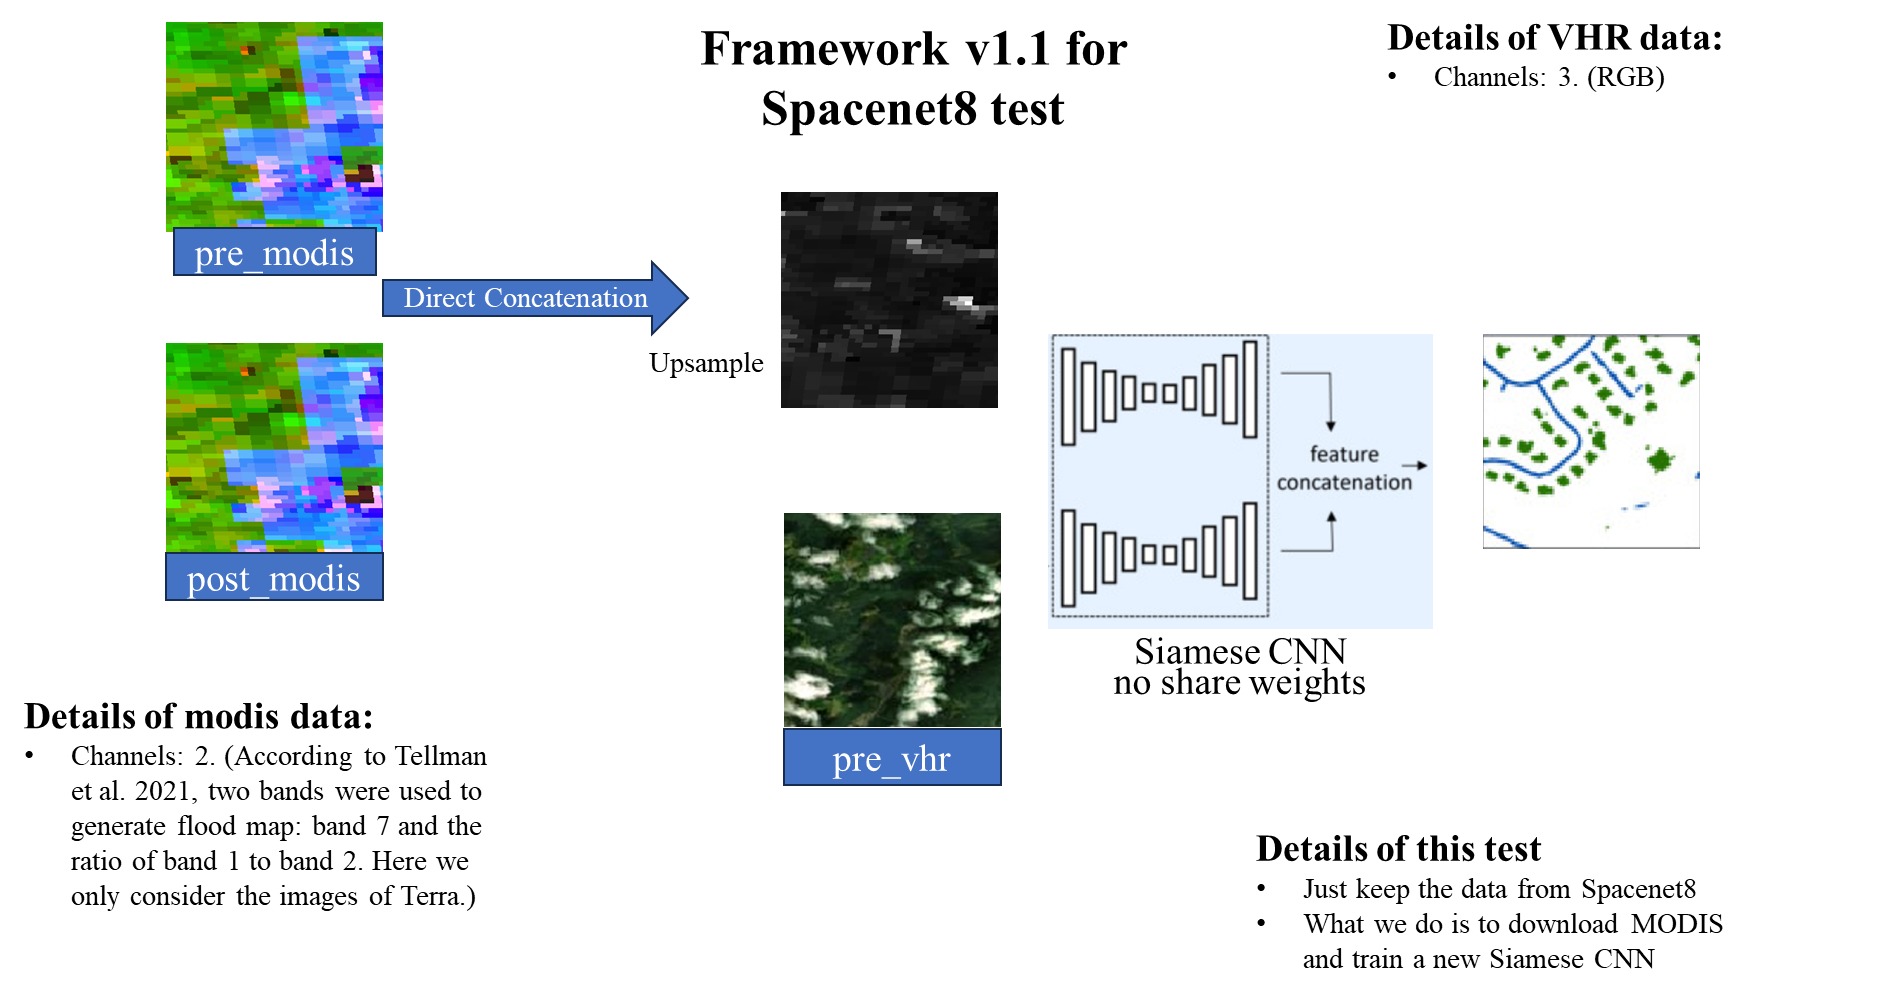 Framework v1.1 for
Spacenet8 test
Details of VHR data:
• Channels: 3. (RGB)
pre_modis
Direct Concatenation
Upsample
post_modis
feature
concatenation
Siamese CNN
no share weights
pre_vhr
Details of modis data:
• Channels: 2. (According to Tellman
et al. 2021, two bands were used to
generate flood map: band 7 and the
ratio of band 1 to band 2. Here we
only consider the images of Terra.)
Details of this test
• Just keep the data from Spacenet8
• What we do is to download MODIS
and train a new Siamese CNN